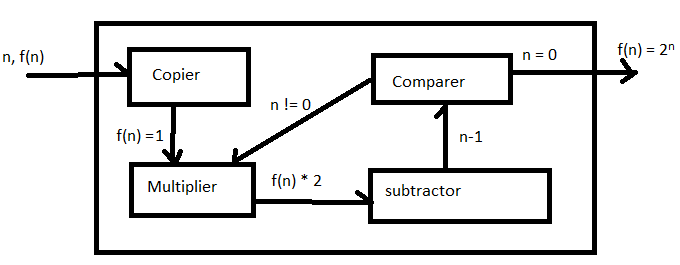 n, f(n)
Copier
f(n) =1
Multiplier
f(n) * 2
subtractor
n-1
Comparer
n != 0
n = 0
f(n) = 2ⁿ